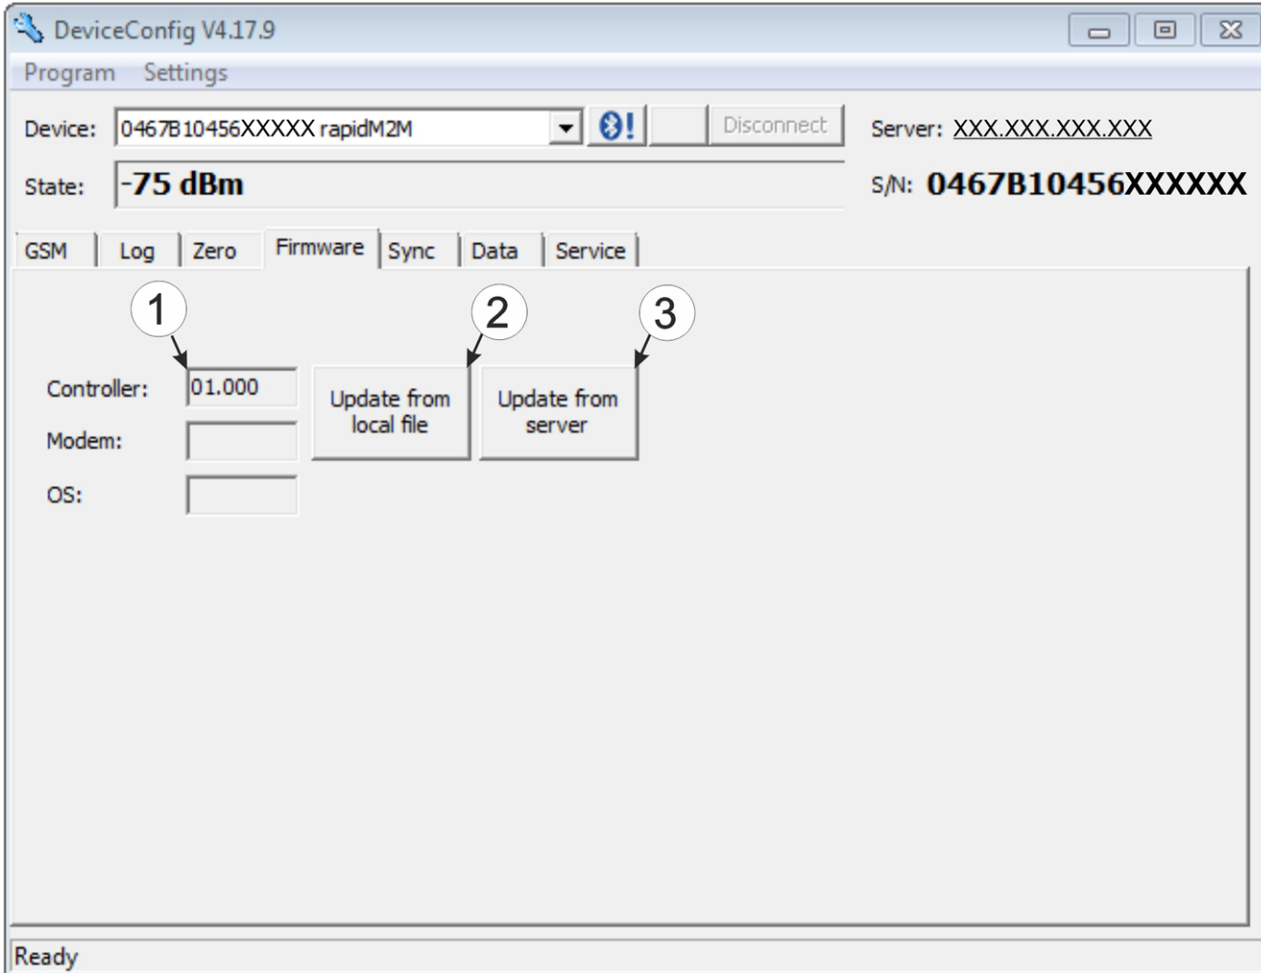 DeviceConfig V4.17.9
Program Settings
Device: 0467B10456XXXXX rapidM2M ! Disconnect Server: XXX.XXX.XXX.XXX
State: -75 dBm S/N: 0467B10456XXXXXX
GSM Log Zero Firmware Sync Data Service
1 2 3
Controller: 01.000
Update from
local file
Update from
server
Modem:
OS:
Ready